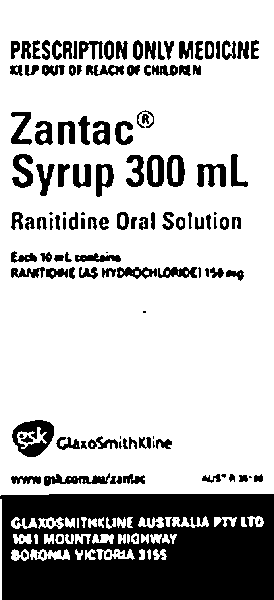 PRESCRIPTION ONLY MEDICINE
KEEP OUT OF REACH OF CHILDREN
Zantac®
Syrup 300 mL
Ranitidine Oral Solution
Each 10 mL contains
RANITIDINE (AS HYDROCHLORIDE) 150 mg
gsk GlaxoSmithKline
www.gsk.com.au/zantac
AUST R
GLAXOSMITHKLINE AUSTRALIA PTY LTD
1061 MOUNTAIN HIGHWAY
BORONIA VICTORIA 3155